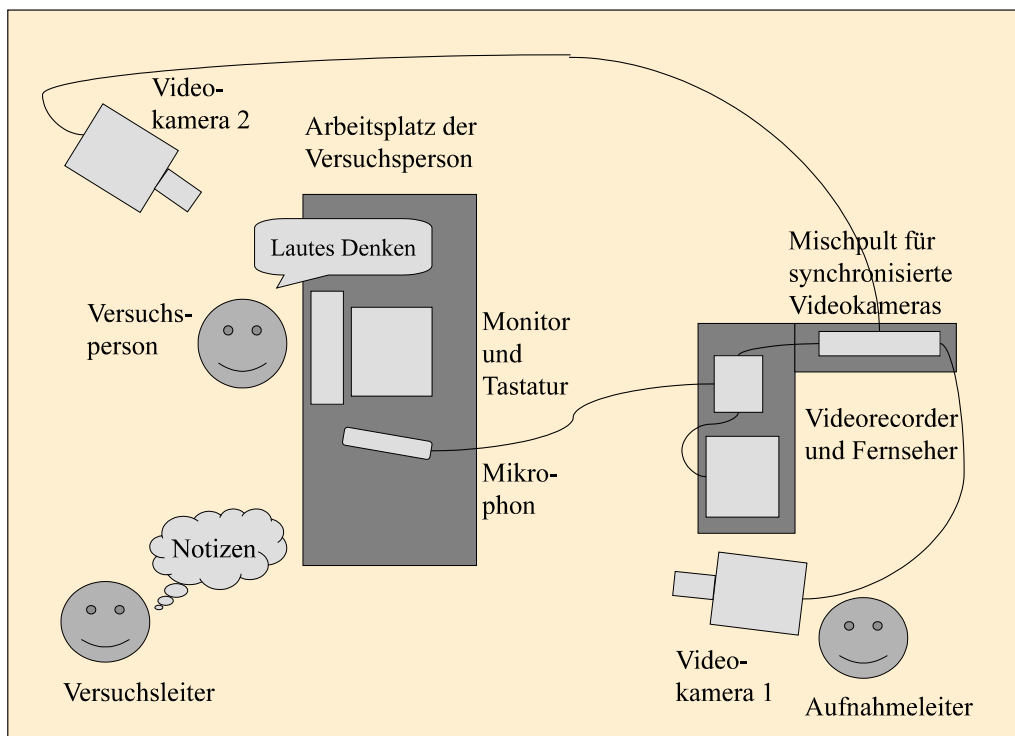 Video-
kamera 2
Arbeitsplatz der
Versuchsperson
Lautes Denken
Mischpult für
synchronisierte
Videokameras
Versuchs-
person
Monitor
und
Tastatur
Videorecorder
und Fernseher
Mikro-
phon
Notizen
Versuchsleiter
Video-
kamera 1
Aufnahmeleiter